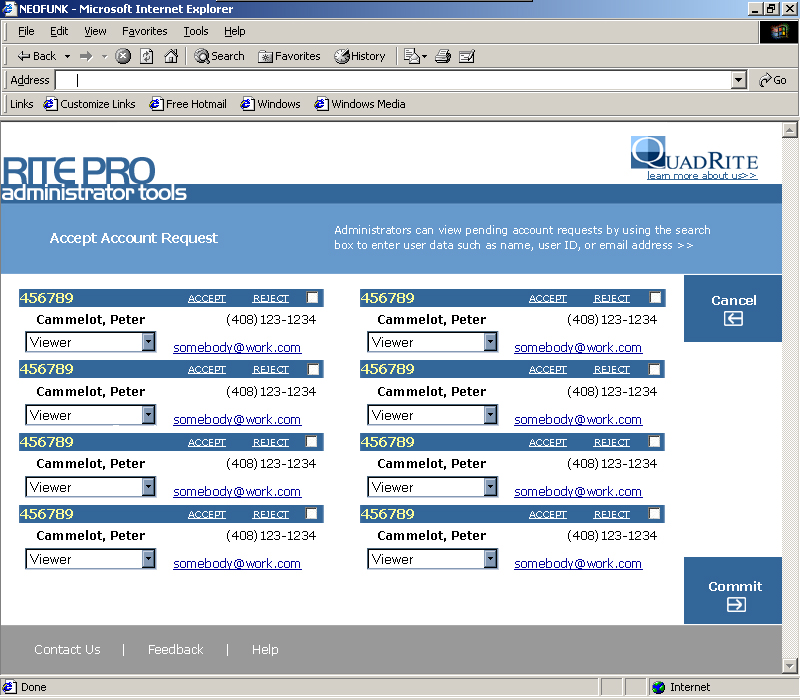 NEOFUNK - Microsoft Internet Explorer
File Edit View Favorites Tools Help
Back Search Favorites History
Address Go
Links Customize Links Free Hotmail Windows Windows Media
RITE PRO
administrator tools
QUADRITE
learn more about us>>
Accept Account Request
Administrators can view pending account requests by using the search
box to enter user data such as name, user ID, or email address >>
456789 ACCEPT REJECT 456789 ACCEPT REJECT
Cancel
Cammelot, Peter (408) 123-1234 Cammelot, Peter (408) 123-1234
Viewer somebody@work.com Viewer somebody@work.com
456789 ACCEPT REJECT 456789 ACCEPT REJECT
Cammelot, Peter (408) 123-1234 Cammelot, Peter (408) 123-1234
Viewer somebody@work.com Viewer somebody@work.com
456789 ACCEPT REJECT 456789 ACCEPT REJECT
Cammelot, Peter (408) 123-1234 Cammelot, Peter (408) 123-1234
Viewer somebody@work.com Viewer somebody@work.com
456789 ACCEPT REJECT 456789 ACCEPT REJECT
Cammelot, Peter (408) 123-1234 Cammelot, Peter (408) 123-1234
Viewer somebody@work.com Viewer somebody@work.com
Commit
Contact Us | Feedback | Help
Done Internet